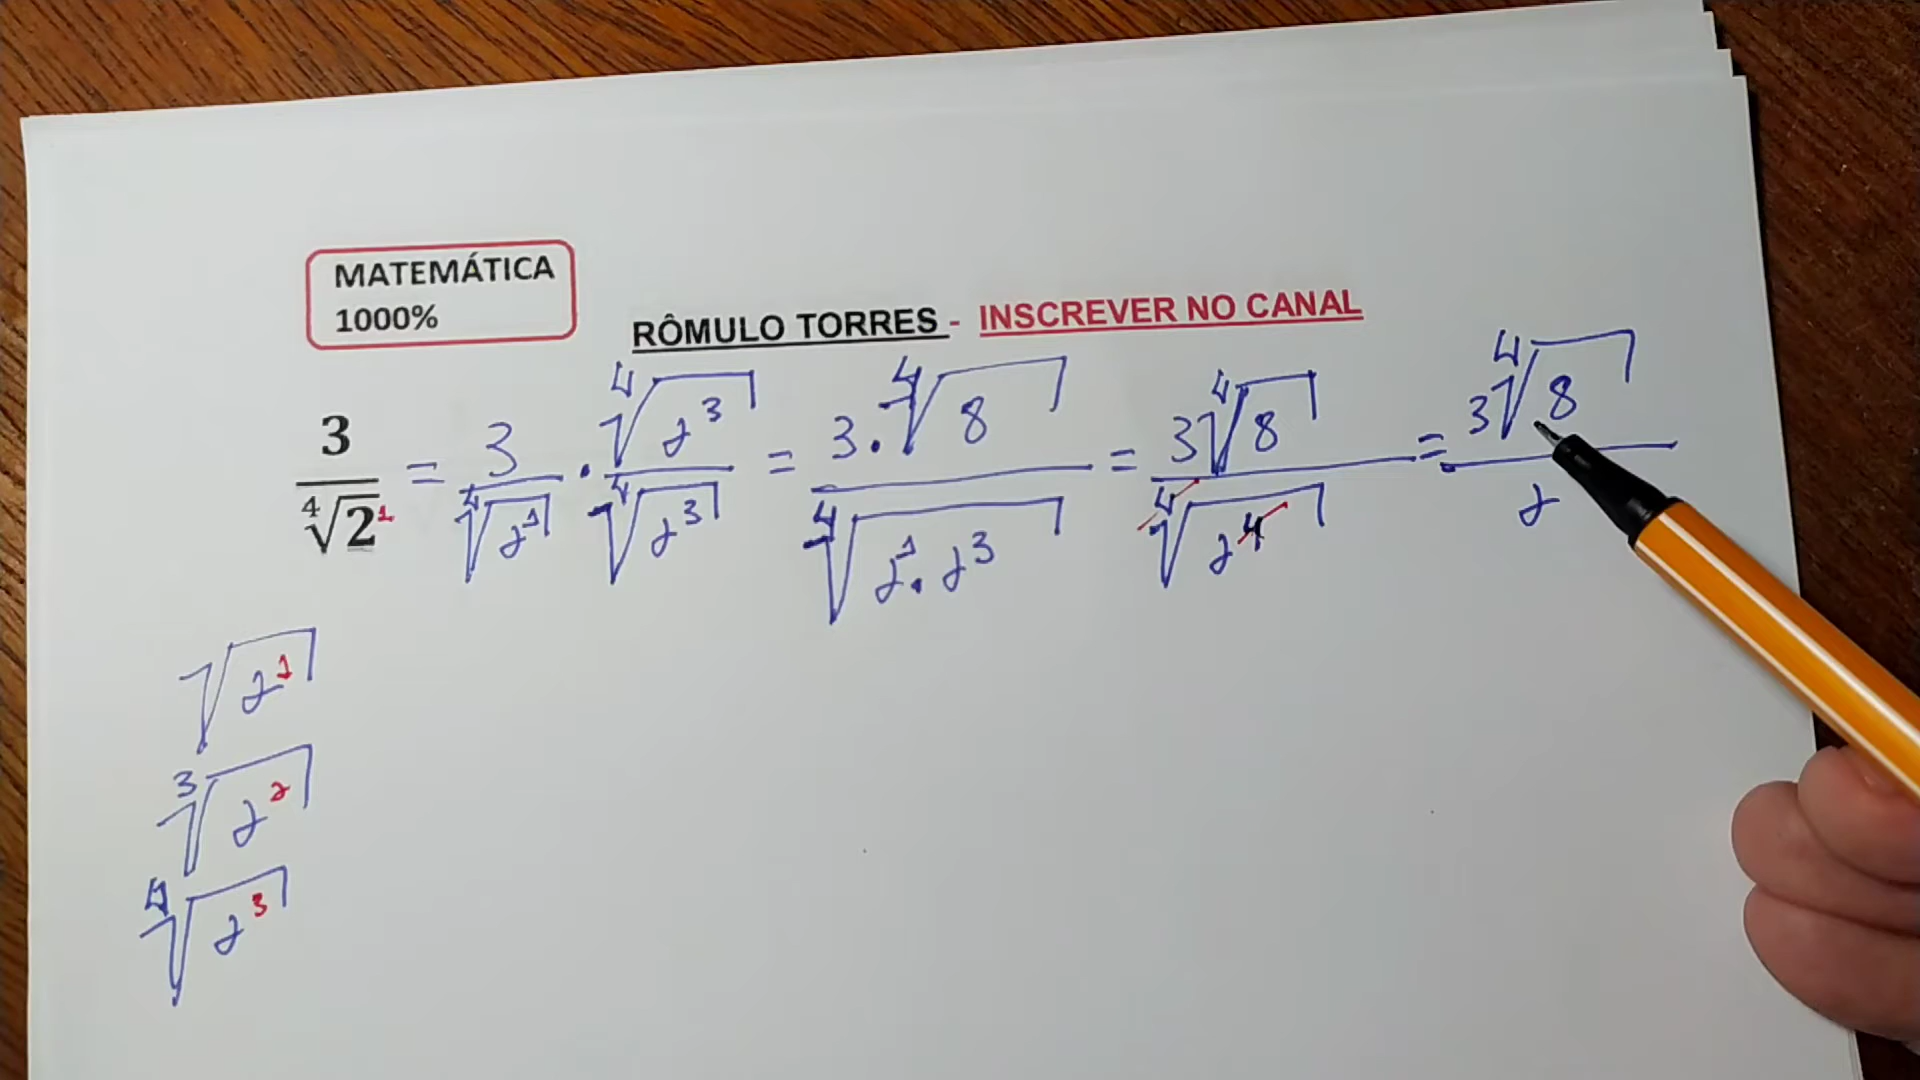 MATEMÁTICA
1000%
RÔMULO TORRES - INSCREVER NO CANAL
3/⁴√2¹ = 3/⁴√2¹ · ⁴√2³/⁴√2³ = 3·⁴√8/⁴√2¹·2³ = 3⁴√8/⁴√2⁴ = 3⁴√8/2
√2¹
³√2²
⁴√2³